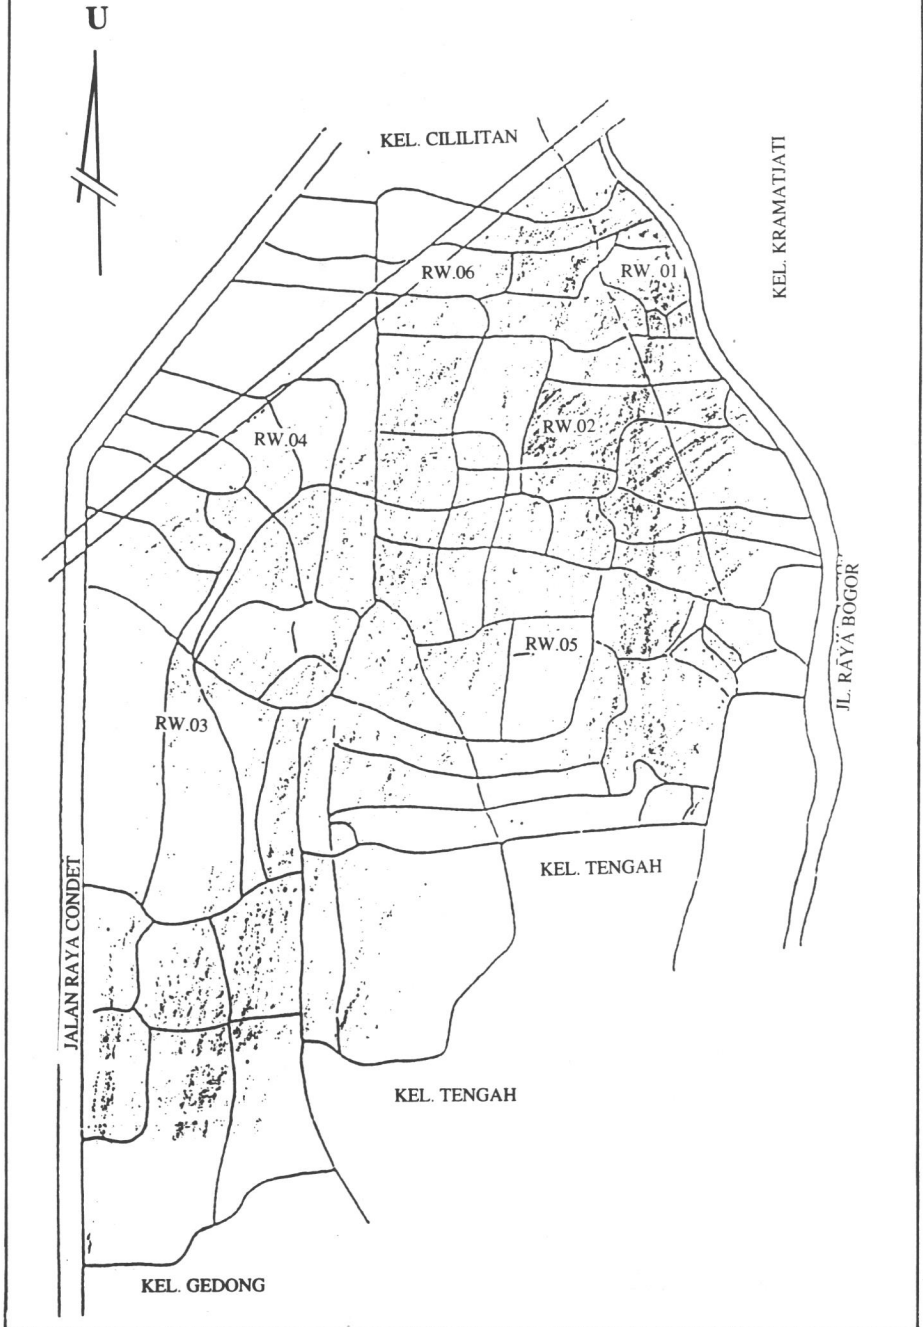 U
KEL. CILILITAN
KEL. KRAMATJATI
RW.06
RW. 01
RW.04
RW.02
JL. RAYA BOGOR
RW.05
RW.03
KEL. TENGAH
JALAN RAYA CONDET
KEL. TENGAH
KEL. GEDONG